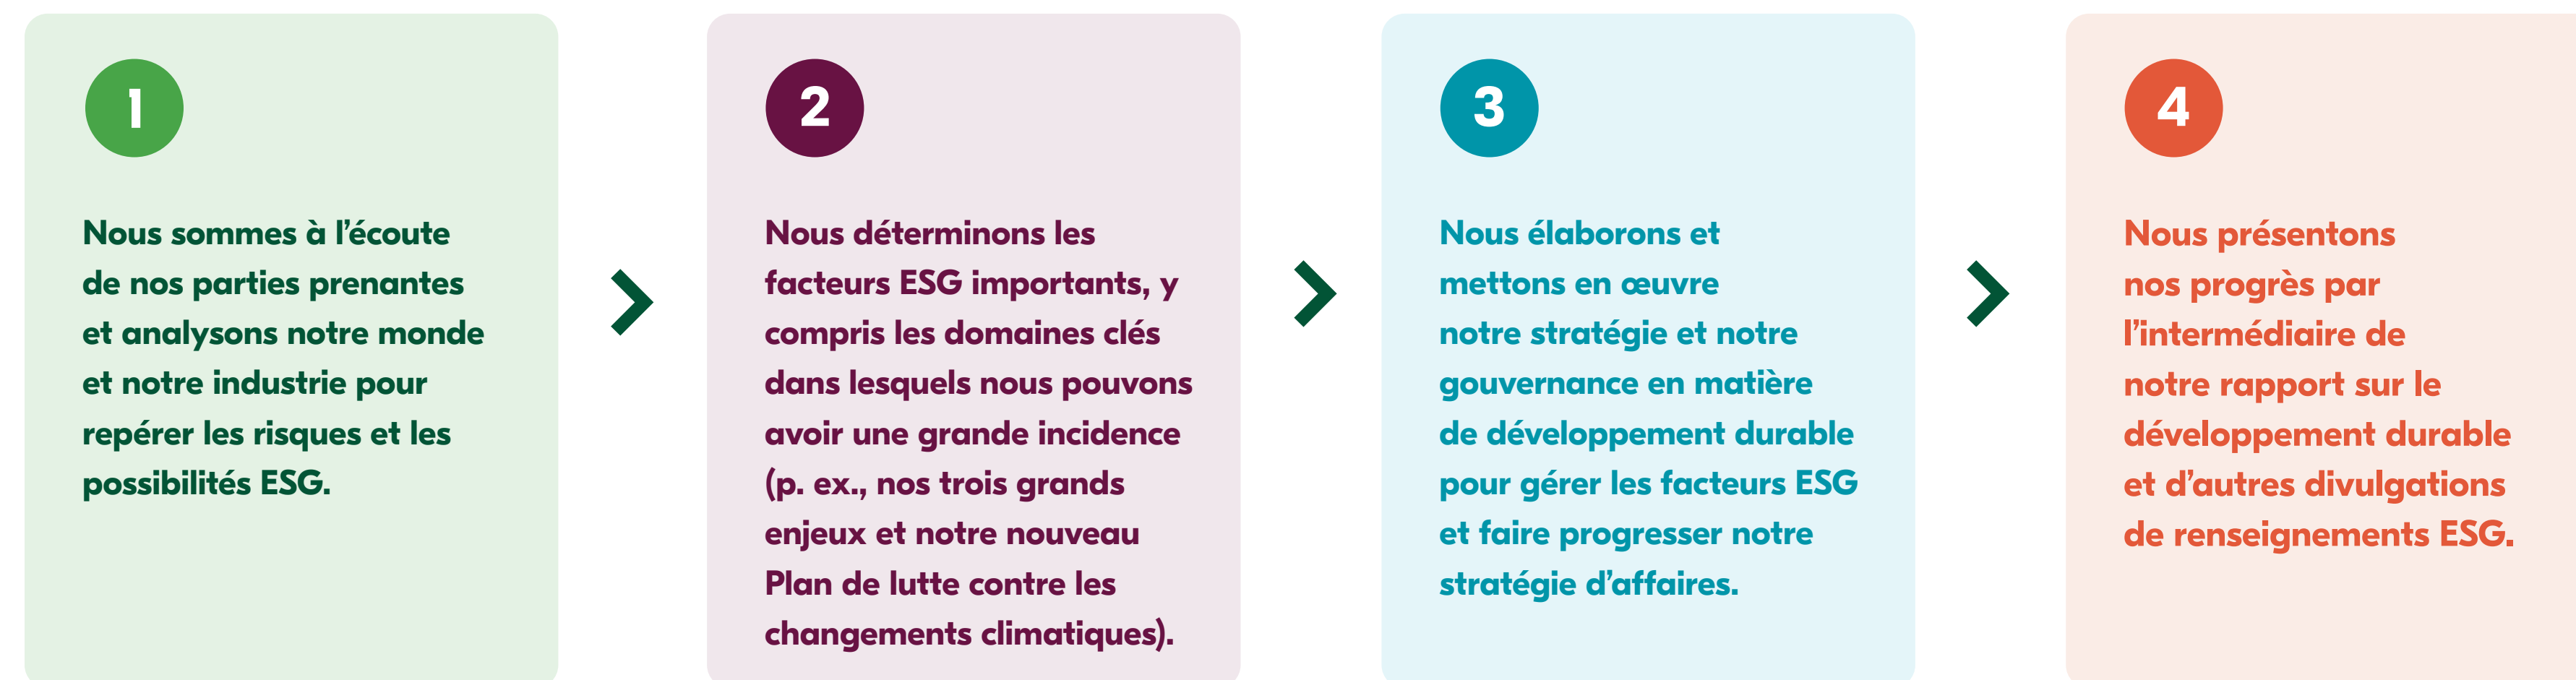 1
Nous sommes à l’écoute
de nos parties prenantes
et analysons notre monde
et notre industrie pour
repérer les risques et les
possibilités ESG.
2
Nous déterminons les
facteurs ESG importants, y
compris les domaines clés
dans lesquels nous pouvons
avoir une grande incidence
(p. ex., nos trois grands
enjeux et notre nouveau
Plan de lutte contre les
changements climatiques).
3
Nous élaborons et
mettons en œuvre
notre stratégie et notre
gouvernance en matière
de développement durable
pour gérer les facteurs ESG
et faire progresser notre
stratégie d’affaires.
4
Nous présentons
nos progrès par
l’intermédiaire de
notre rapport sur le
développement durable
et d’autres divulgations
de renseignements ESG.